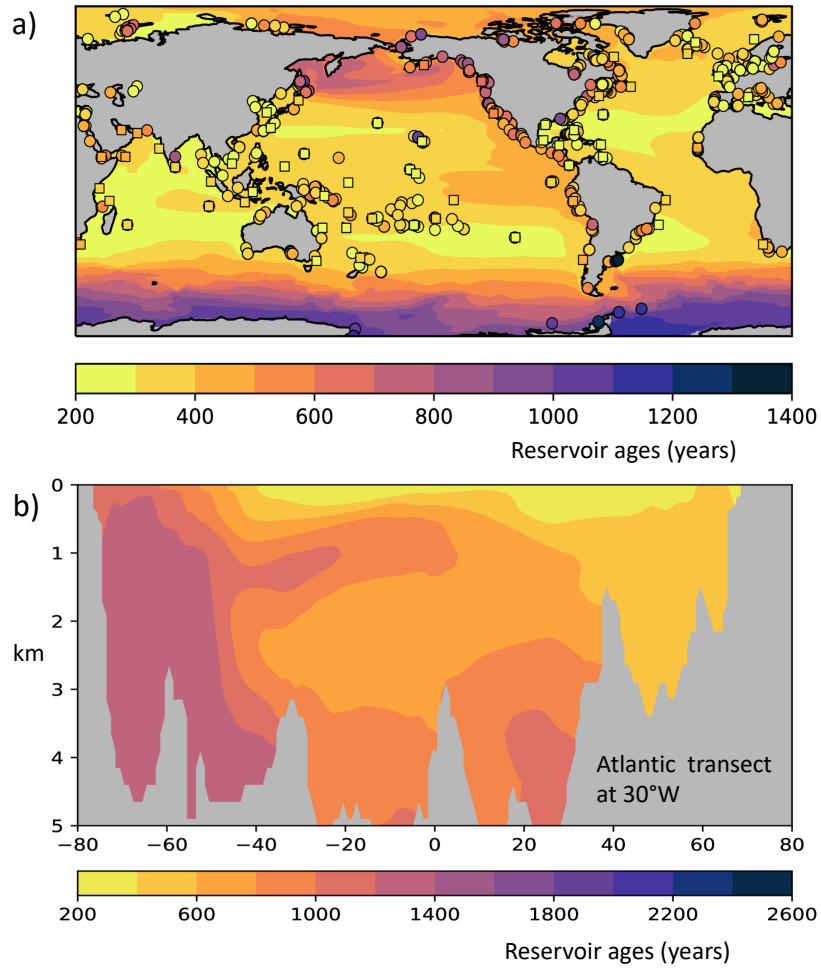 a)
200 400 600 800 1000 1200 1400
Reservoir ages (years)
b)
0
1
2
km
3
4
5
Atlantic transect
at 30°W
−80 −60 −40 −20 0 20 40 60 80
200 600 1000 1400 1800 2200 2600
Reservoir ages (years)